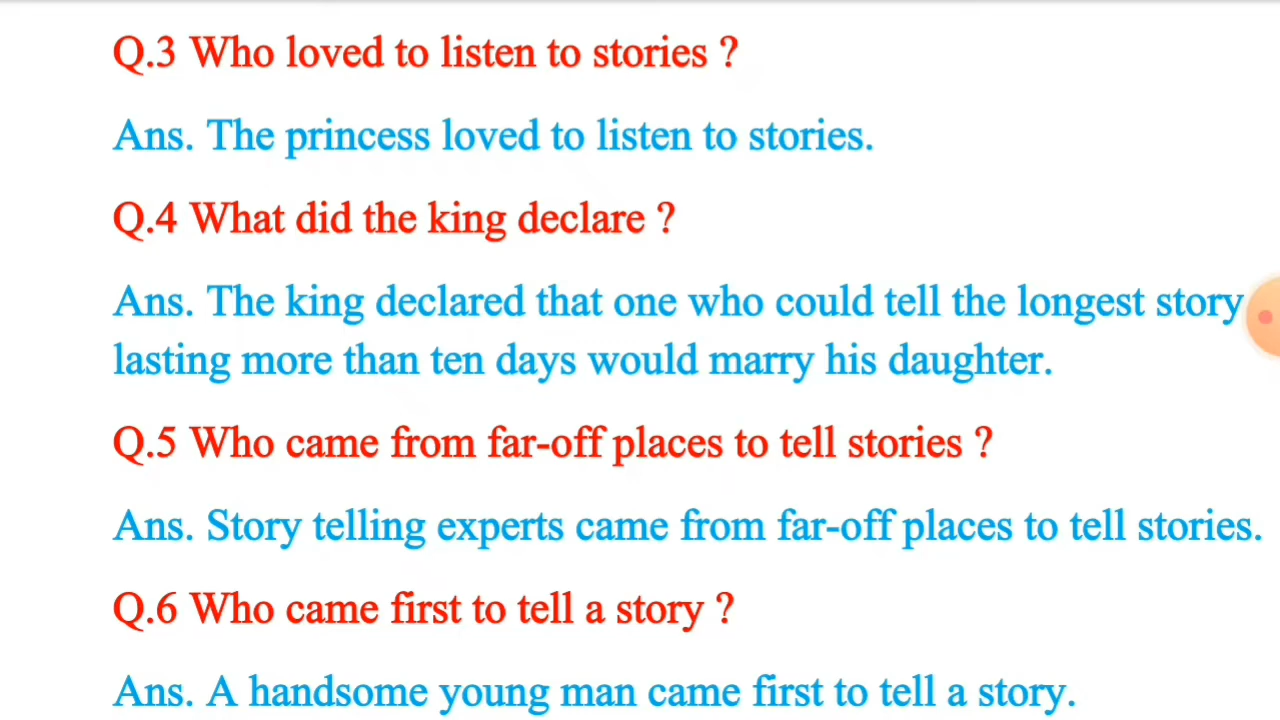 Q.3 Who loved to listen to stories ?
Ans. The princess loved to listen to stories.
Q.4 What did the king declare ?
Ans. The king declared that one who could tell the longest story
lasting more than ten days would marry his daughter.
Q.5 Who came from far-off places to tell stories ?
Ans. Story telling experts came from far-off places to tell stories.
Q.6 Who came first to tell a story ?
Ans. A handsome young man came first to tell a story.